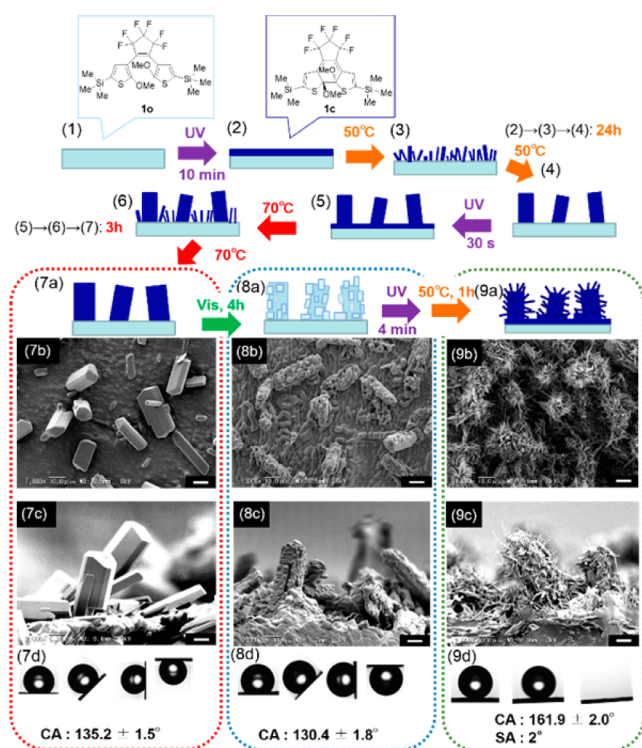 F F F F F F
MeO
Me Me Si Me S OMe S Si Me Me Me
1o
F F F F F F
MeO
Me Me Si Me S OMe S Si Me Me Me
1c
(1) UV 10 min (2) 50℃ (3) (2)→(3)→(4): 24h
50℃ (4)
(6) 70℃ (5) UV 30 s
(5)→(6)→(7): 3h
70℃
(7a) Vis, 4h (8a) UV 4 min 50℃, 1h (9a)
(7b) (8b) (9b)
(7c) (8c) (9c)
(7d) (8d) (9d)
CA : 135.2 ± 1.5° CA : 130.4 ± 1.8° CA : 161.9 ± 2.0°
SA : 2°